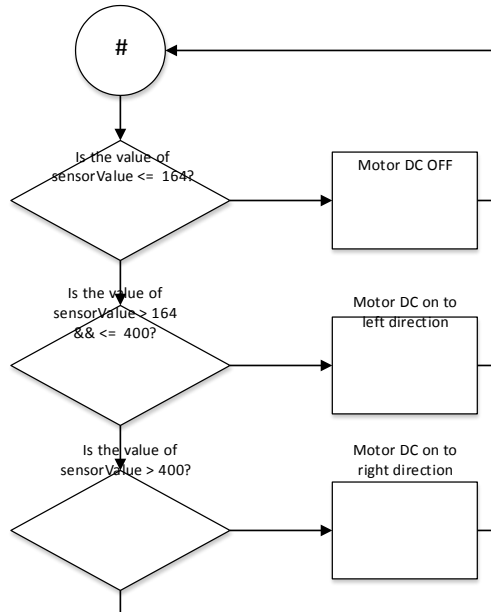 #
Is the value of
sensorValue <= 164?
Motor DC OFF
Is the value of
sensorValue > 164
&& <= 400?
Motor DC on to
left direction
Is the value of
sensorValue > 400?
Motor DC on to
right direction